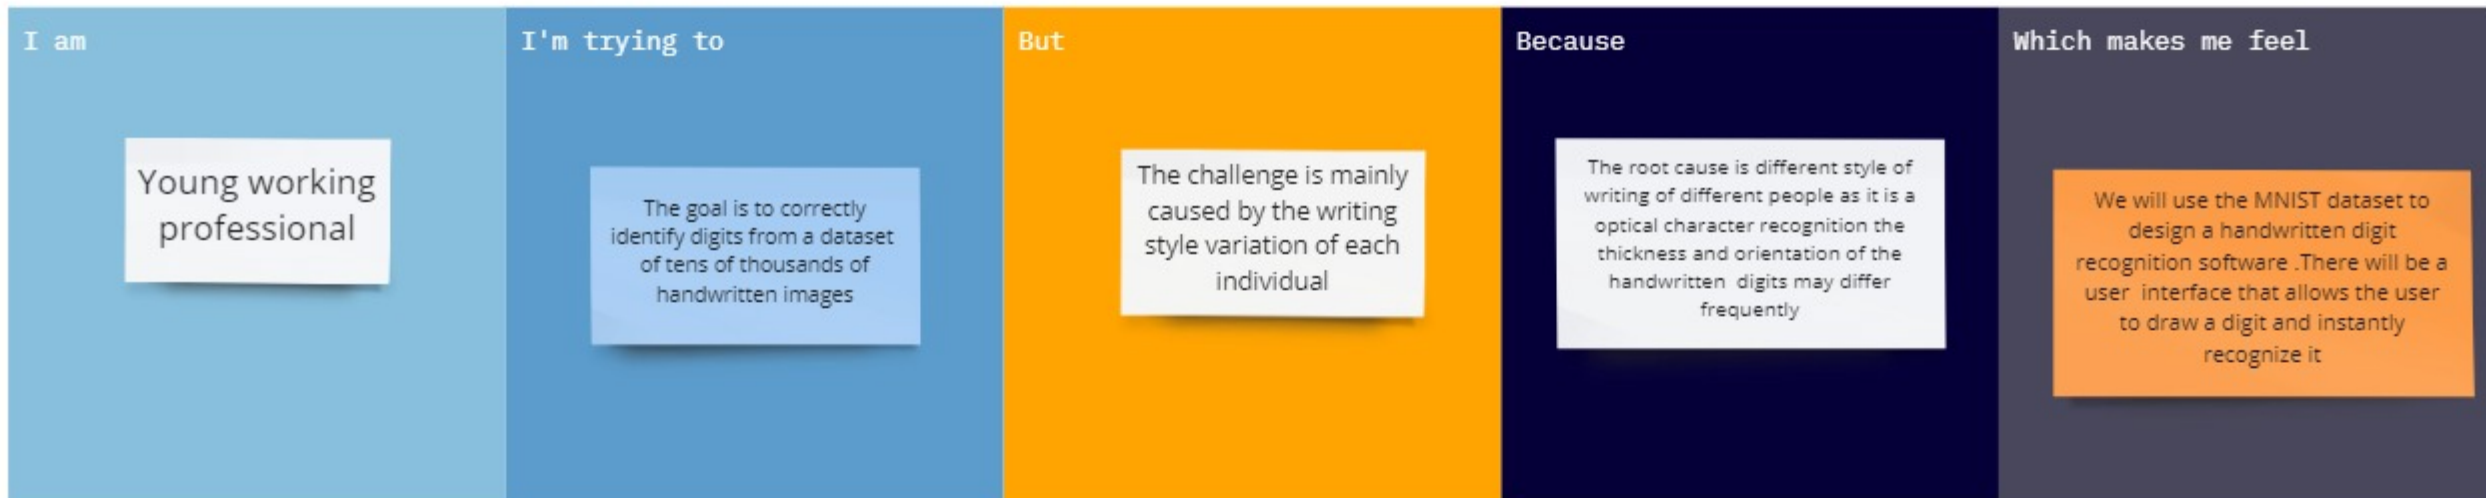 I am
Young working
professional
I'm trying to
The goal is to correctly
identify digits from a dataset
of tens of thousands of
handwritten images
But
The challenge is mainly
caused by the writing
style variation of each
individual
Because
The root cause is different style of
writing of different people as it is a
optical character recognition the
thickness and orientation of the
handwritten digits may differ
frequently
Which makes me feel
We will use the MNIST dataset to
design a handwritten digit
recognition software .There will be a
user interface that allows the user
to draw a digit and instantly
recognize it